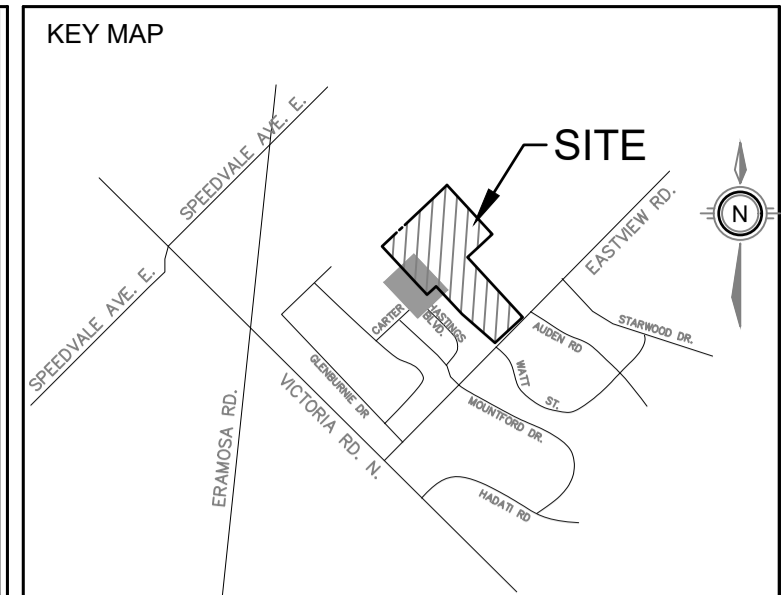 KEY MAP
SPEEDVALE AVE. E.
SITE
N
EASTVIEW RD.
SPEEDVALE AVE. E.
CARTER
HASTINGS
BLVD.
STARWOOD DR.
AUDEN RD
GLENBURNIE DR
WATT
ST.
VICTORIA RD. N.
MOUNTFORD DR.
ERAMOSA RD.
HADATI RD